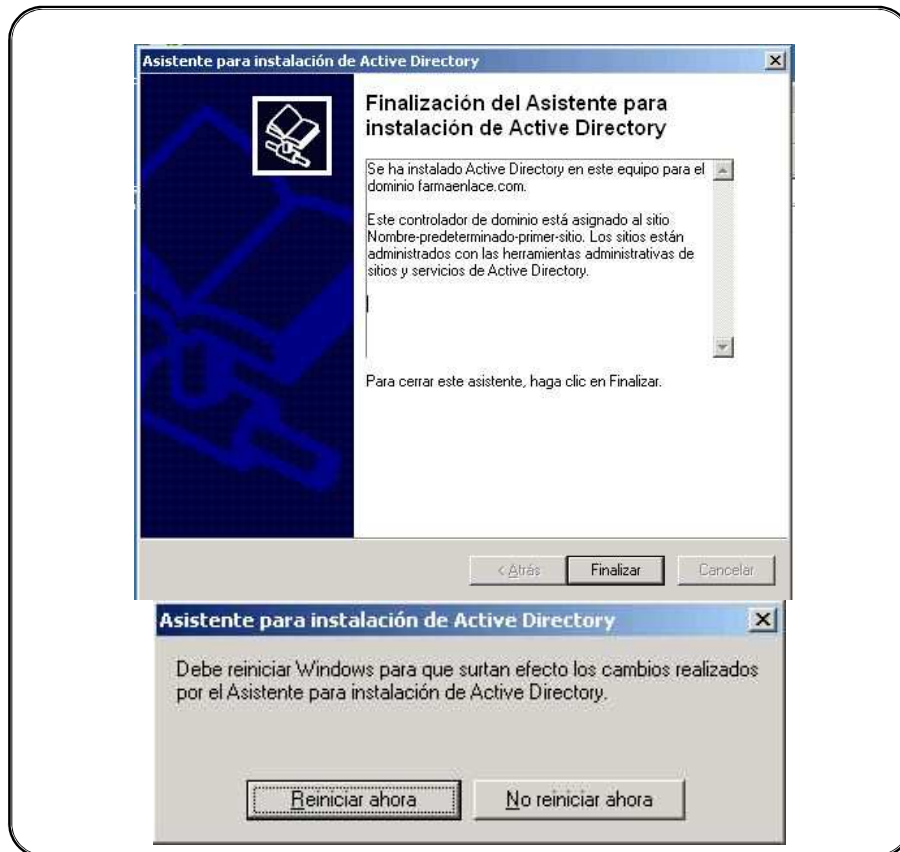 Asistente para instalación de Active Directory
Finalización del Asistente para
instalación de Active Directory
Se ha instalado Active Directory en este equipo para el
dominio farmaenlace.com.
Este controlador de dominio está asignado al sitio
Nombre-predeterminado-primer-sitio. Los sitios están
administrados con las herramientas administrativas de
sitios y servicios de Active Directory.
Para cerrar este asistente, haga clic en Finalizar.
< Atrás Finalizar Cancelar
Asistente para instalación de Active Directory
Debe reiniciar Windows para que surtan efecto los cambios realizados
por el Asistente para instalación de Active Directory.
Reiniciar ahora No reiniciar ahora